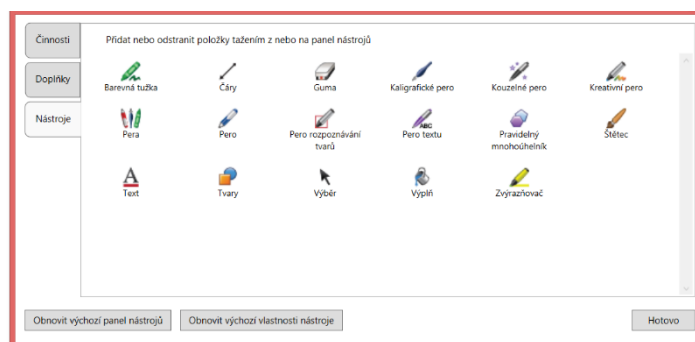 Činnosti
Doplňky
Nástroje
Přidat nebo odstranit položky tažením z nebo na panel nástrojů
Barevná tužka
Čáry
Guma
Kaligrafické pero
Kouzelné pero
Kreativní pero
Pera
Pero
Pero rozpoznávání
tvarů
ABC
Pero textu
Pravidelný
mnohoúhelník
Štětec
A
Text
Tvary
Výběr
Výplň
Zvýrazňovač
Obnovit výchozí panel nástrojů
Obnovit výchozí vlastnosti nástroje
Hotovo